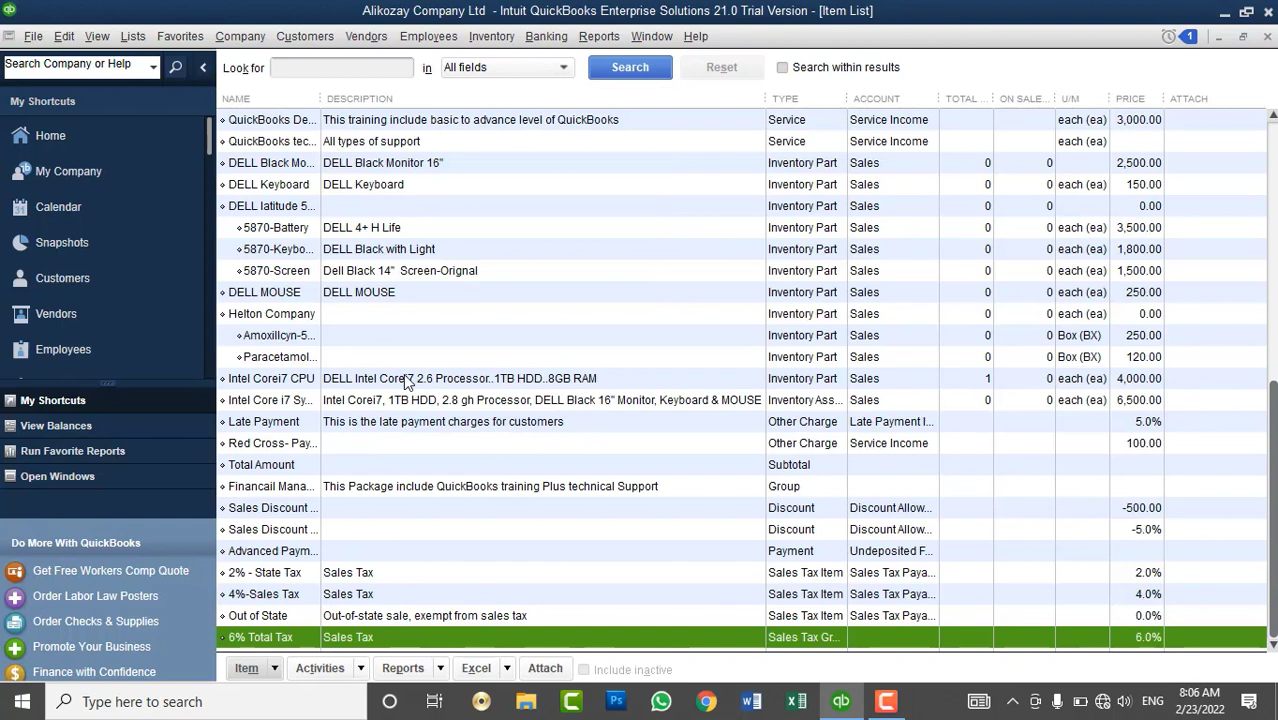 Alikozay Company Ltd - Intuit QuickBooks Enterprise Solutions 21.0 Trial Version - [Item List]
File Edit View Lists Favorites Company Customers Vendors Employees Inventory Banking Reports Window Help 1
Search Company or Help
Look for in All fields Search Reset Search within results
My Shortcuts
Home
My Company
Calendar
Snapshots
Customers
Vendors
Employees
My Shortcuts
View Balances
Run Favorite Reports
Open Windows
Do More With QuickBooks
Get Free Workers Comp Quote
Order Labor Law Posters
Order Checks & Supplies
Promote Your Business
Finance with Confidence
NAME DESCRIPTION TYPE ACCOUNT TOTAL ... ON SALE... U/M PRICE ATTACH
QuickBooks De... This training include basic to advance level of QuickBooks Service Service Income each (ea) 3,000.00
QuickBooks tec... All types of support Service Service Income each (ea)
DELL Black Mo... DELL Black Monitor 16" Inventory Part Sales 0 0 2,500.00
DELL Keyboard DELL Keyboard Inventory Part Sales 0 0 each (ea) 150.00
DELL latitude 5... Inventory Part Sales 0 0 each (ea) 0.00
5870-Battery DELL 4+ H Life Inventory Part Sales 0 0 each (ea) 3,500.00
5870-Keybo... DELL Black with Light Inventory Part Sales 0 0 each (ea) 1,800.00
5870-Screen Dell Black 14" Screen-Orignal Inventory Part Sales 0 0 each (ea) 1,500.00
DELL MOUSE DELL MOUSE Inventory Part Sales 0 0 each (ea) 250.00
Helton Company Inventory Part Sales 0 0 each (ea) 0.00
Amoxillcyn-5... Inventory Part Sales 0 0 Box (BX) 250.00
Paracetamol... Inventory Part Sales 0 0 Box (BX) 120.00
Intel Corei7 CPU DELL Intel Corei7 2.6 Processor..1TB HDD..8GB RAM Inventory Part Sales 1 0 each (ea) 4,000.00
Intel Core i7 Sy... Intel Corei7, 1TB HDD, 2.8 gh Processor, DELL Black 16" Monitor, Keyboard & MOUSE Inventory Ass... Sales 0 0 each (ea) 6,500.00
Late Payment This is the late payment charges for customers Other Charge Late Payment I... 5.0%
Red Cross- Pay... Other Charge Service Income 100.00
Total Amount Subtotal
Financail Mana... This Package include QuickBooks training Plus technical Support Group
Sales Discount ... Discount Discount Allow... -500.00
Sales Discount ... Discount Discount Allow... -5.0%
Advanced Paym... Payment Undeposited F...
2% - State Tax Sales Tax Sales Tax Item Sales Tax Paya... 2.0%
4%-Sales Tax Sales Tax Sales Tax Item Sales Tax Paya... 4.0%
Out of State Out-of-state sale, exempt from sales tax Sales Tax Item Sales Tax Paya... 0.0%
6% Total Tax Sales Tax Sales Tax Gr... 6.0%
Item Activities Reports Excel Attach Include inactive
Type here to search
ENG
8:06 AM
2/23/2022